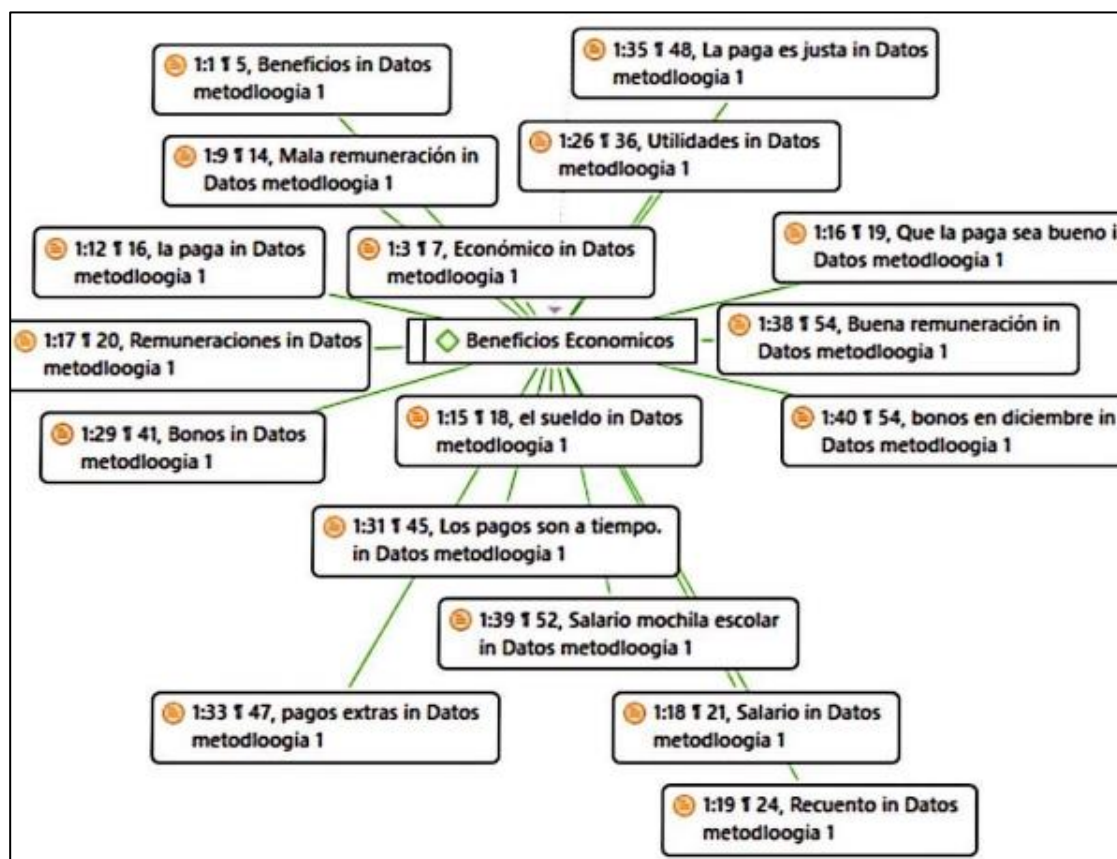 1:1 ¶ 5, Beneficios in Datos
metodloogia 1
1:35 ¶ 48, La paga es justa in Datos
metodloogia 1
1:9 ¶ 14, Mala remuneración in
Datos metodloogia 1
1:26 ¶ 36, Utilidades in Datos
metodloogia 1
1:12 ¶ 16, la paga in Datos
metodloogia 1
1:3 ¶ 7, Económico in Datos
metodloogia 1
1:16 ¶ 19, Que la paga sea bueno i
Datos metodloogia 1
1:17 ¶ 20, Remuneraciones in Datos
metodloogia 1
Beneficios Economicos
1:38 ¶ 54, Buena remuneración in
Datos metodloogia 1
1:29 ¶ 41, Bonos in Datos
metodloogia 1
1:15 ¶ 18, el sueldo in Datos
metodloogia 1
1:40 ¶ 54, bonos en diciembre in
Datos metodloogia 1
1:31 ¶ 45, Los pagos son a tiempo.
in Datos metodloogia 1
1:39 ¶ 52, Salario mochila escolar
in Datos metodloogia 1
1:33 ¶ 47, pagos extras in Datos
metodloogia 1
1:18 ¶ 21, Salario in Datos
metodloogia 1
1:19 ¶ 24, Recuento in Datos
metodloogia 1